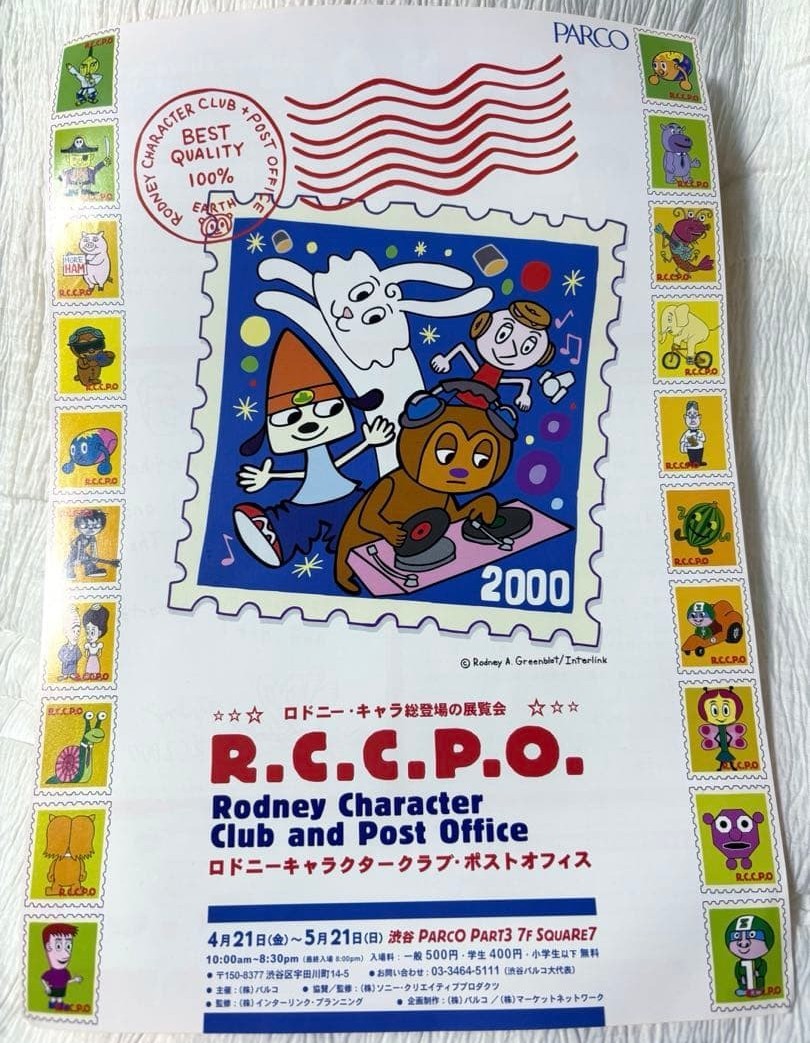 PARCO
RODNEY CHARACTER CLUB + POST OFFICE
BEST
QUALITY
100%
EARTH
R.C.C.P.O
R.C.C.P.O
MORE
HAM
R.C.C.P.O
R.C.C.P.O
R.C.C.P.O
R.C.C.P.O
R.C.C.P.O
R.C.C.P.O
R.C.C.P.O
R.C.C.P.O
R.C.C.P.O
R.C.C.P.O
R.C.C.P.O
2000
© Rodney A. Greenblat/Interlink
☆☆☆ ロドニー・キャラ総登場の展覧会 ☆☆☆
R.C.C.P.O.
Rodney Character
Club and Post Office
ロドニーキャラクタークラブ・ポストオフィス
4月21日(金)〜5月21日(日) 渋谷 PARCO PART3 7F SQUARE7
10:00am~8:30pm (最終入場 8:00pm) 入場料:一般 500円・学生 400円・小学生以下 無料
●〒150-8377 渋谷区宇田川町14-5 ●お問い合わせ:03-3464-5111 (渋谷パルコ大代表)
●主催:(株)パルコ ●協賛/監修:(株)ソニー・クリエイティブプロダクツ
●監修:(株)インターリンク・プランニング ●企画制作:(株)パルコ／(株)マーケットネットワーク